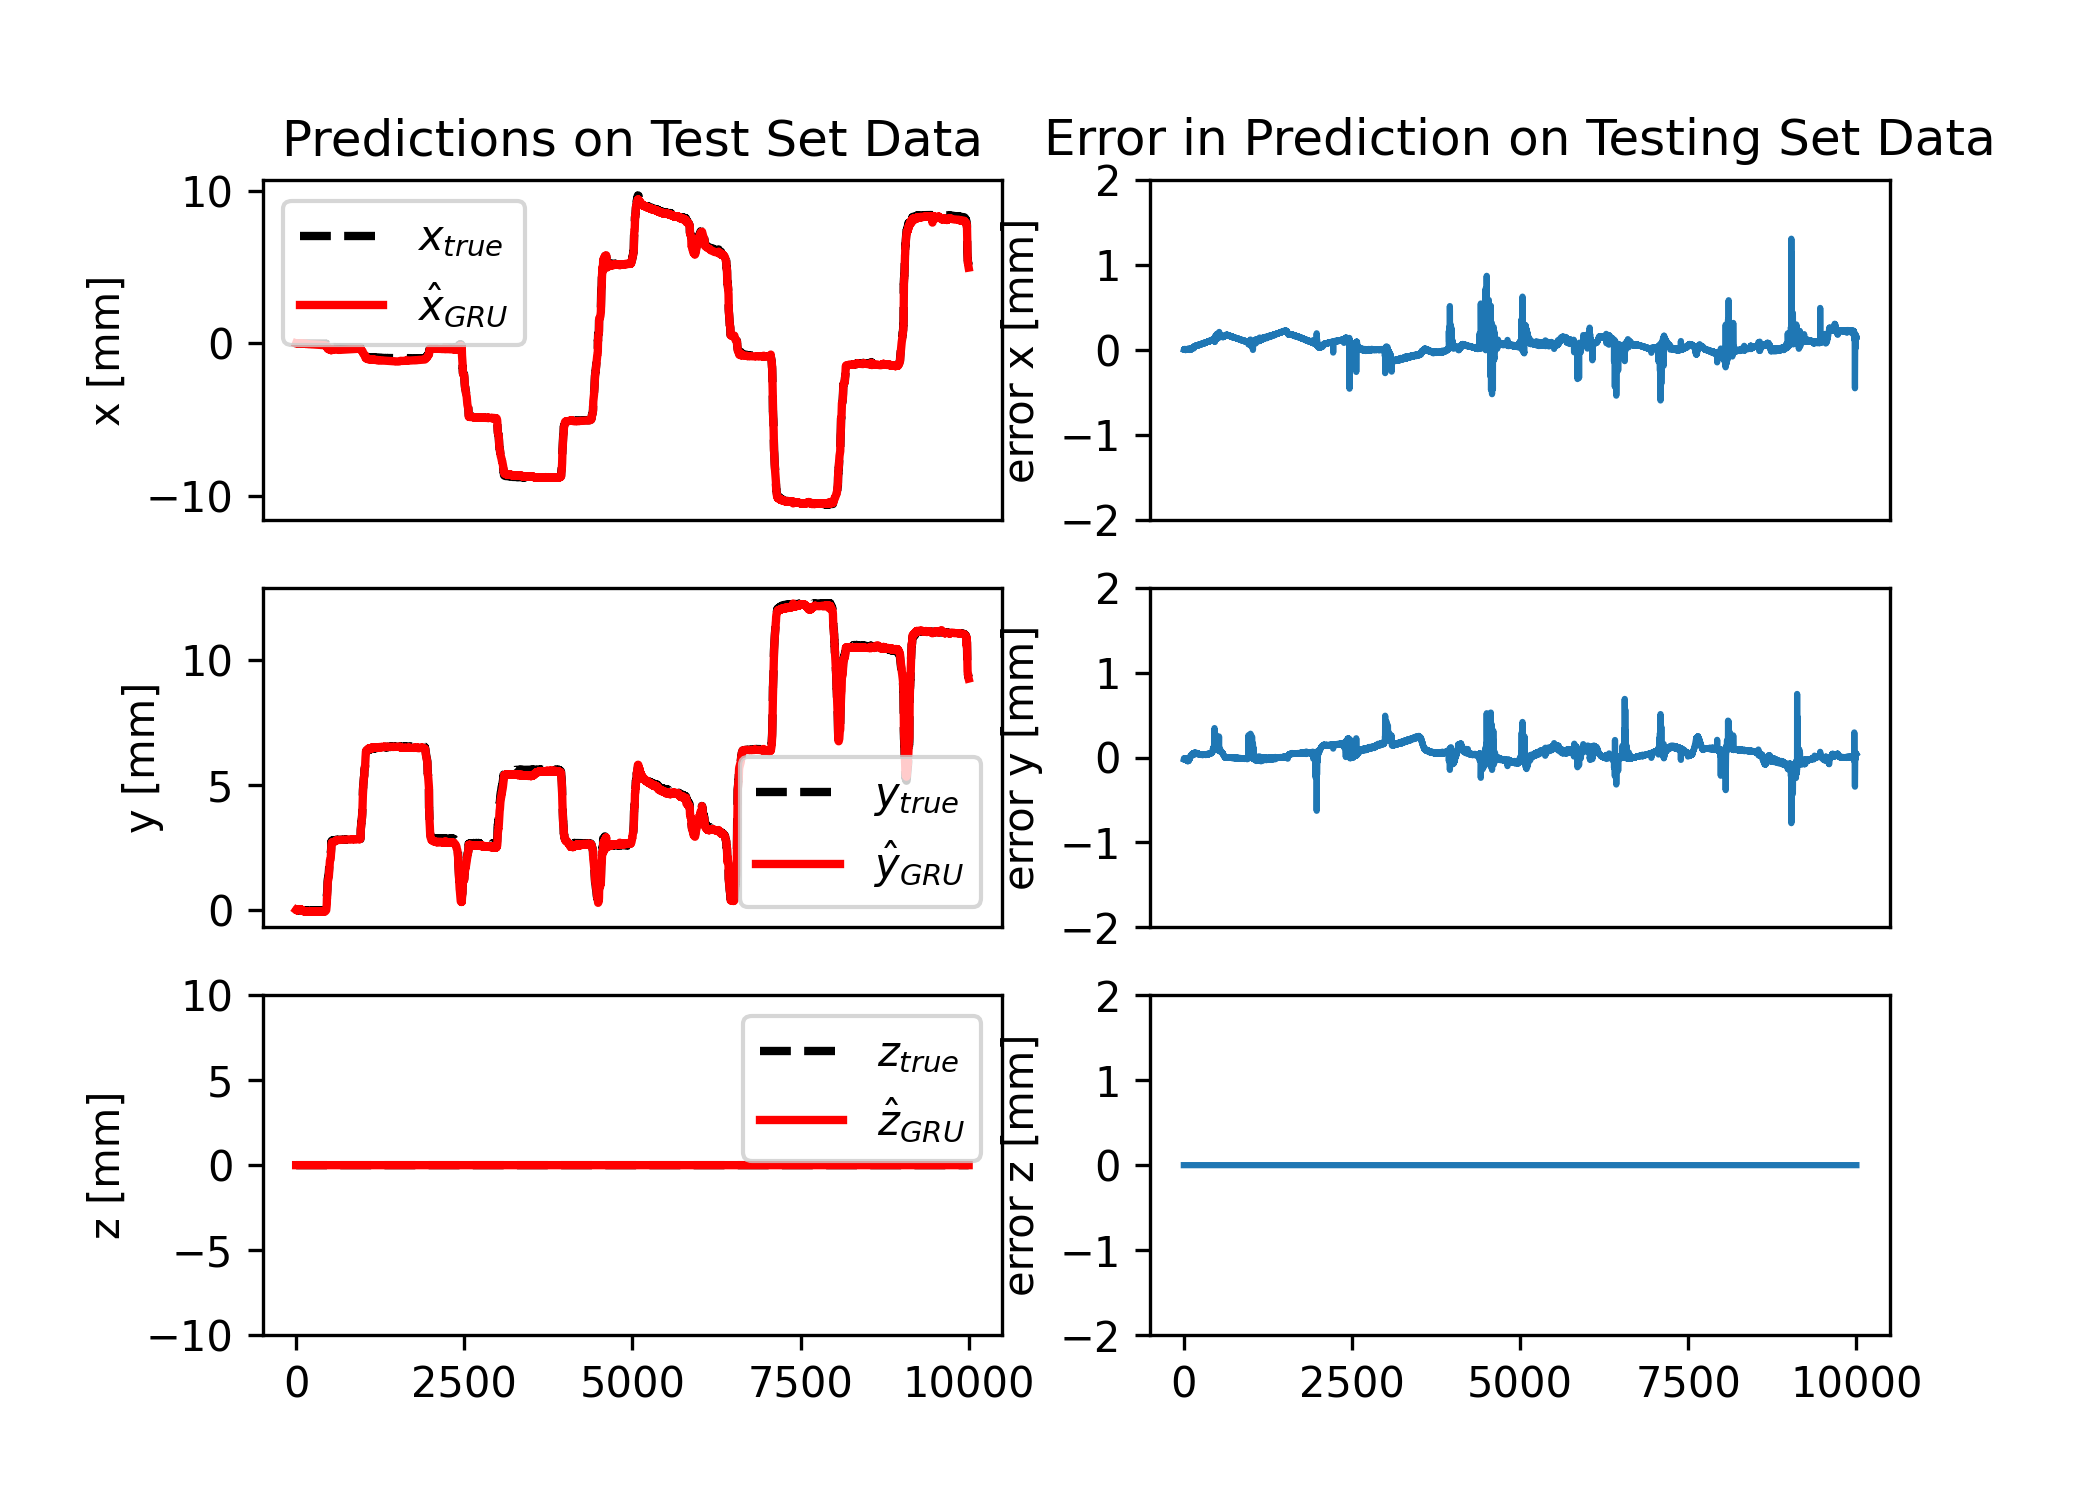 Predictions on Test Set Data
Error in Prediction on Testing Set Data
x [mm]
10
0
−10
x_true
x̂_GRU
error x [mm]
2
1
0
−1
−2
y [mm]
10
5
0
y_true
ŷ_GRU
error y [mm]
2
1
0
−1
−2
z [mm]
10
5
0
−5
−10
z_true
ẑ_GRU
0 2500 5000 7500 10000
error z [mm]
2
1
0
−1
−2
0 2500 5000 7500 10000